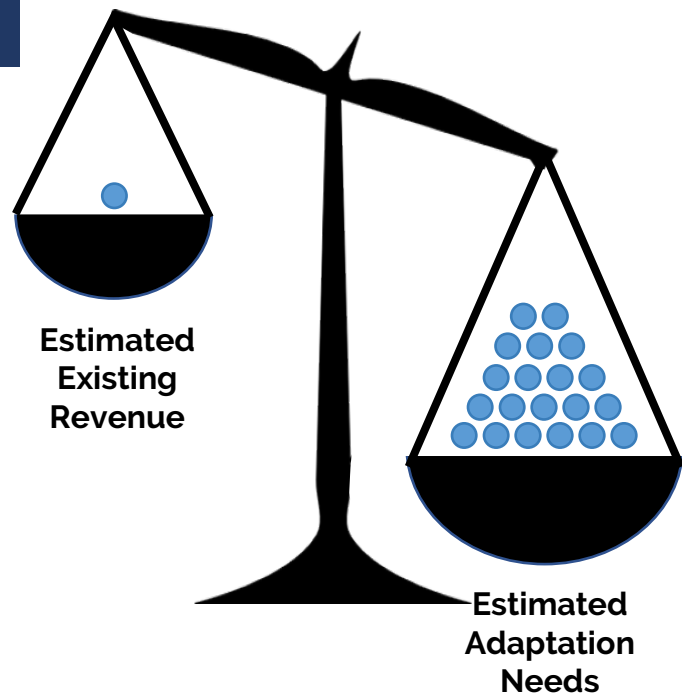 Estimated
Existing
Revenue
Estimated
Adaptation
Needs